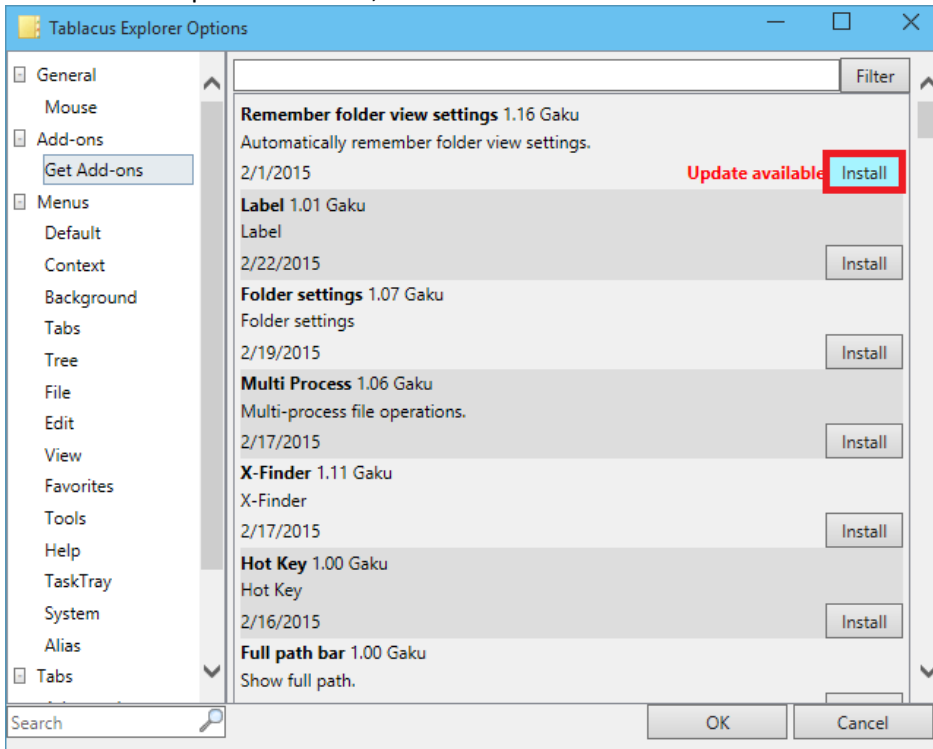 Tablacus Explorer Options
General
Mouse
Add-ons
Get Add-ons
Menus
Default
Context
Background
Tabs
Tree
File
Edit
View
Favorites
Tools
Help
TaskTray
System
Alias
Tabs
Search
Filter
Remember folder view settings 1.16 Gaku
Automatically remember folder view settings.
2/1/2015 Update available Install
Label 1.01 Gaku
Label
2/22/2015 Install
Folder settings 1.07 Gaku
Folder settings
2/19/2015 Install
Multi Process 1.06 Gaku
Multi-process file operations.
2/17/2015 Install
X-Finder 1.11 Gaku
X-Finder
2/17/2015 Install
Hot Key 1.00 Gaku
Hot Key
2/16/2015 Install
Full path bar 1.00 Gaku
Show full path.
OK Cancel